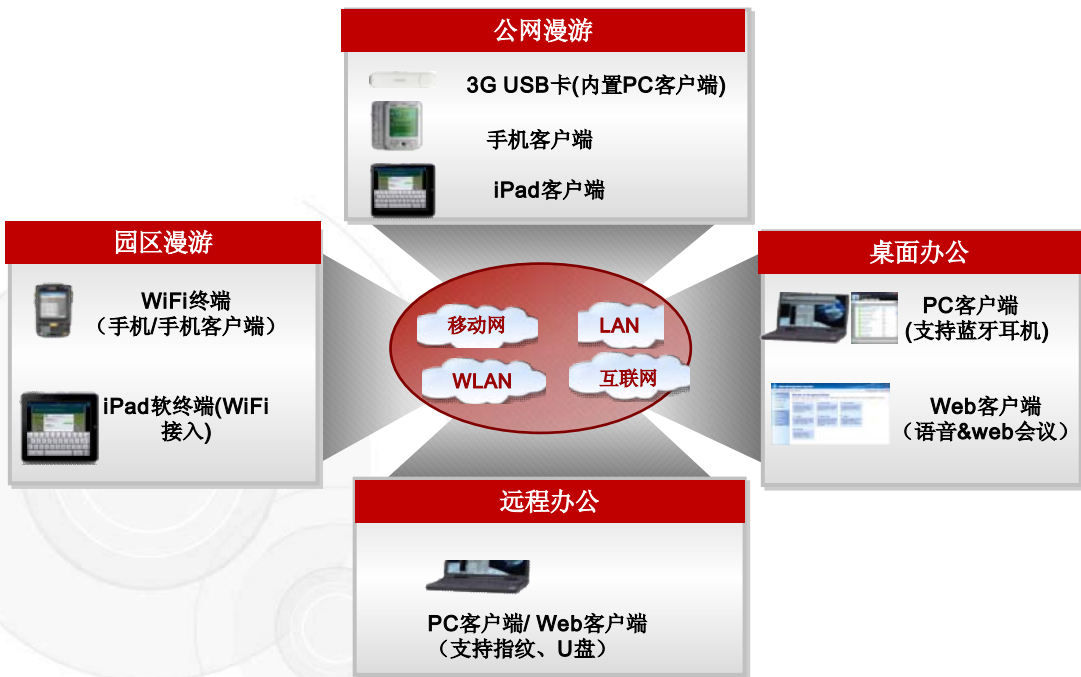 公网漫游
3G USB卡(内置PC客户端)
手机客户端
iPad客户端
园区漫游
WiFi终端
（手机/手机客户端）
iPad软终端(WiFi
接入)
移动网
LAN
WLAN
互联网
桌面办公
PC客户端
(支持蓝牙耳机)
Web客户端
（语音&web会议）
远程办公
PC客户端/ Web客户端
（支持指纹、U盘）